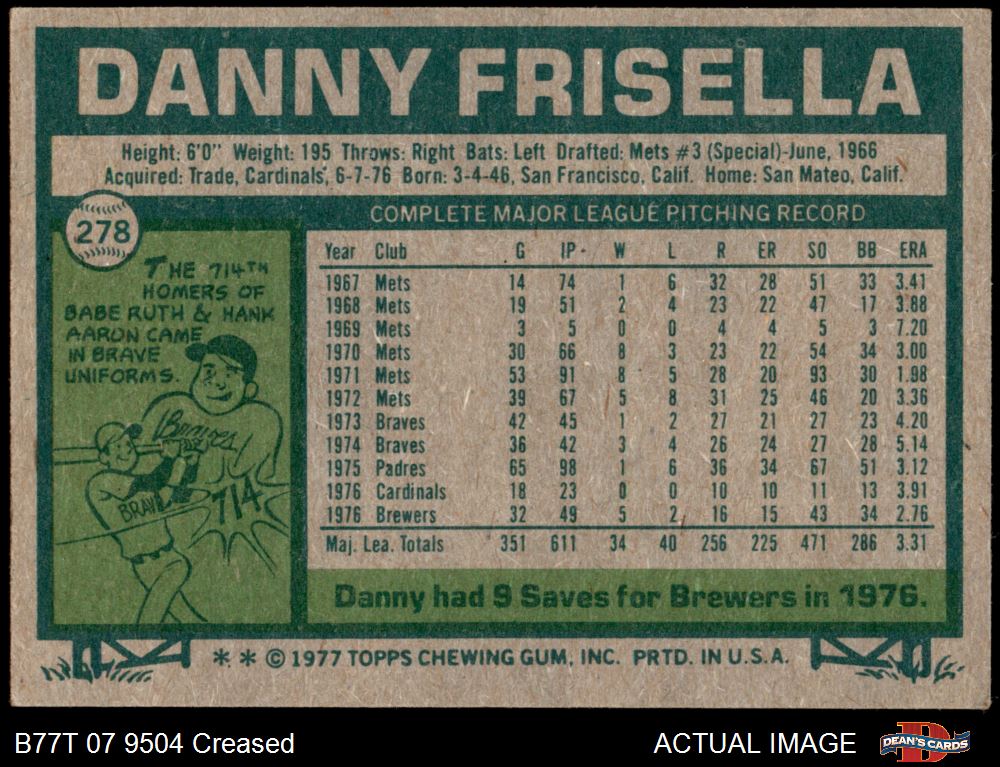 DANNY FRISELLA
Height: 6'0" Weight: 195 Throws: Right Bats: Left Drafted: Mets #3 (Special)-June, 1966
Acquired: Trade, Cardinals, 6-7-76 Born: 3-4-46, San Francisco, Calif. Home: San Mateo, Calif.
278
THE 714TH
HOMERS OF
BABE RUTH & HANK
AARON CAME
IN BRAVE
UNIFORMS.
Braves
BRAV
714
COMPLETE MAJOR LEAGUE PITCHING RECORD
Year Club G IP W L R ER SO BB ERA
1967 Mets 14 74 1 6 32 28 51 33 3.41
1968 Mets 19 51 2 4 23 22 47 17 3.88
1969 Mets 3 5 0 0 4 4 5 3 7.20
1970 Mets 30 66 8 3 23 22 54 34 3.00
1971 Mets 53 91 8 5 28 20 93 30 1.98
1972 Mets 39 67 5 8 31 25 46 20 3.36
1973 Braves 42 45 1 2 27 21 27 23 4.20
1974 Braves 36 42 3 4 26 24 27 28 5.14
1975 Padres 65 98 1 6 36 34 67 51 3.12
1976 Cardinals 18 23 0 0 10 10 11 13 3.91
1976 Brewers 32 49 5 2 16 15 43 34 2.76
Maj. Lea. Totals 351 611 34 40 256 225 471 286 3.31
Danny had 9 Saves for Brewers in 1976.
* * © 1977 TOPPS CHEWING GUM, INC. PRTD. IN U.S.A.
B77T 07 9504 Creased
ACTUAL IMAGE
D
DEAN'S CARDS